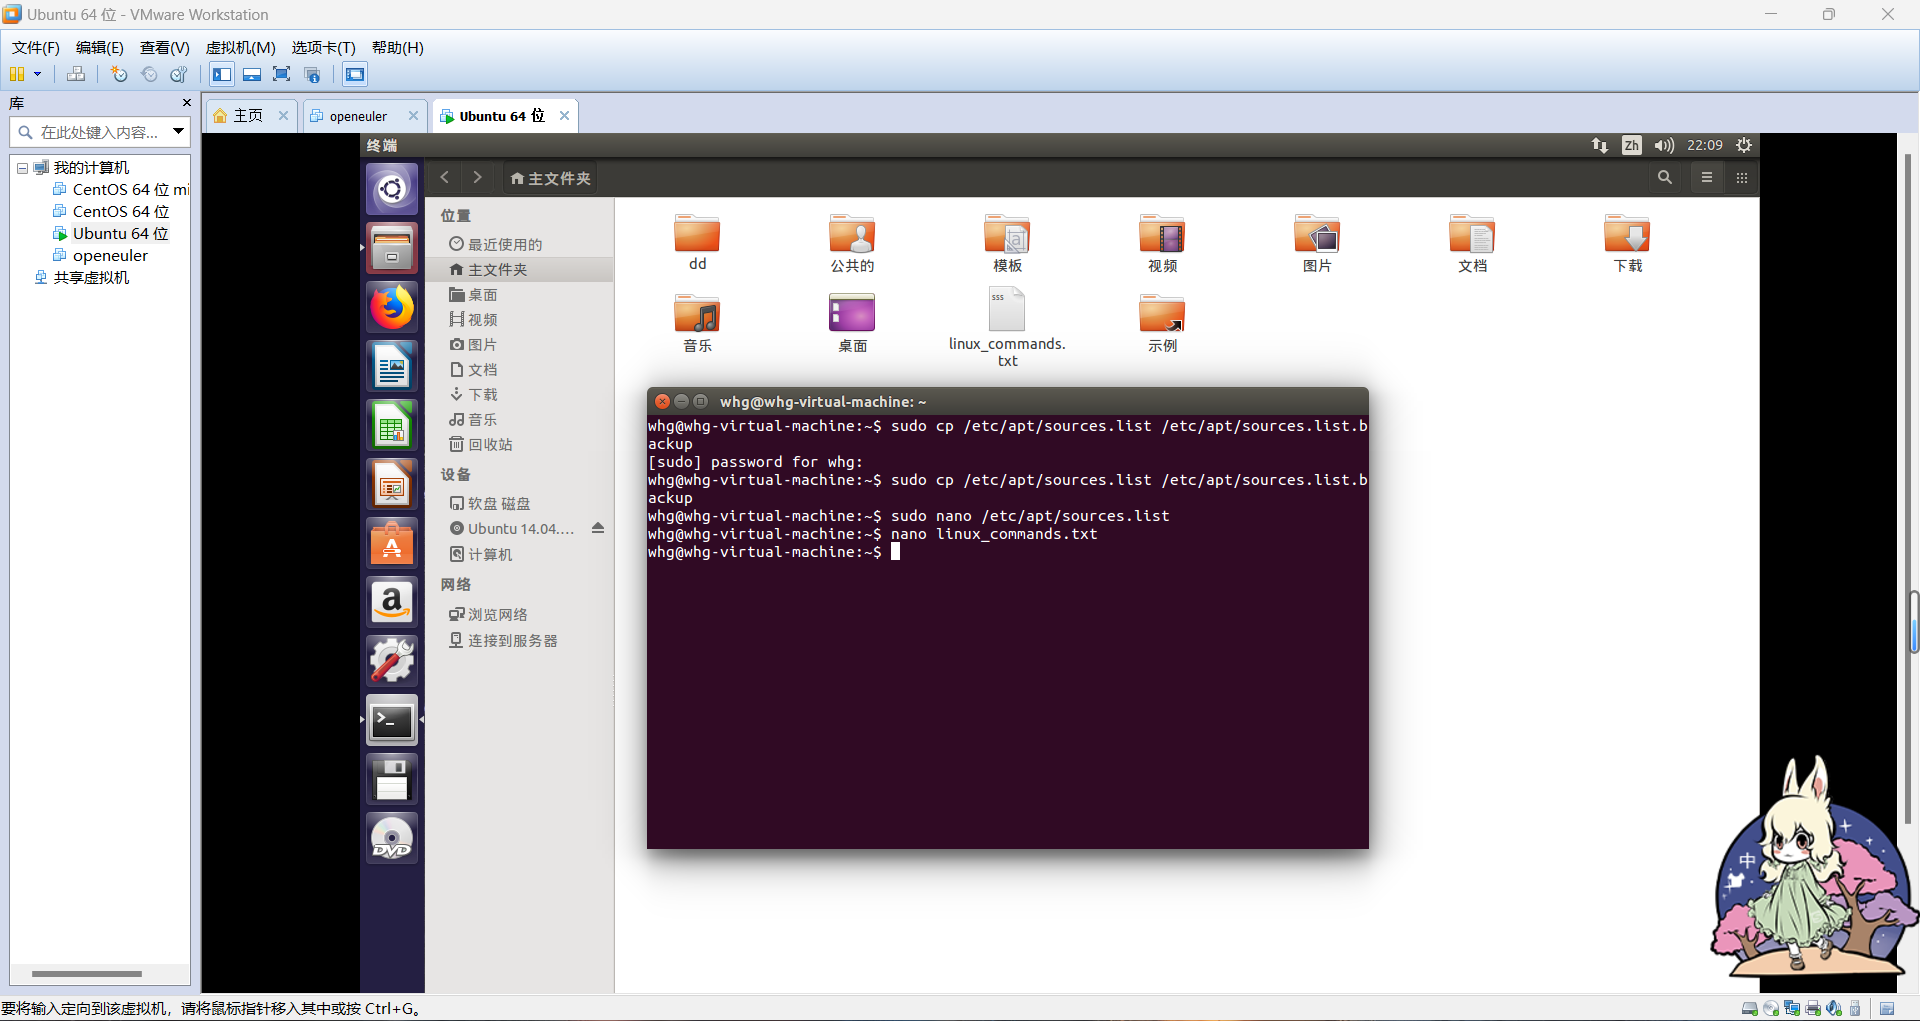 Ubuntu 64 位 - VMware Workstation
文件(F) 编辑(E) 查看(V) 虚拟机(M) 选项卡(T) 帮助(H)
库
在此处键入内容...
我的计算机
CentOS 64 位 mi
CentOS 64 位
Ubuntu 64 位
openeuler
共享虚拟机
主页 openeuler Ubuntu 64 位
终端 Zh 22:09
主文件夹
位置
最近使用的
主文件夹
桌面
视频
图片
文档
下载
音乐
回收站
设备
软盘 磁盘
Ubuntu 14.04....
计算机
网络
浏览网络
连接到服务器
dd 公共的 模板 视频 图片 文档 下载
sss
音乐 桌面 linux_commands.txt 示例
whg@whg-virtual-machine: ~
whg@whg-virtual-machine:~$ sudo cp /etc/apt/sources.list /etc/apt/sources.list.b
ackup
[sudo] password for whg:
whg@whg-virtual-machine:~$ sudo cp /etc/apt/sources.list /etc/apt/sources.list.b
ackup
whg@whg-virtual-machine:~$ sudo nano /etc/apt/sources.list
whg@whg-virtual-machine:~$ nano linux_commands.txt
whg@whg-virtual-machine:~$
a
A
>_
DVD
中
要将输入定向到该虚拟机，请将鼠标指针移入其中或按 Ctrl+G。